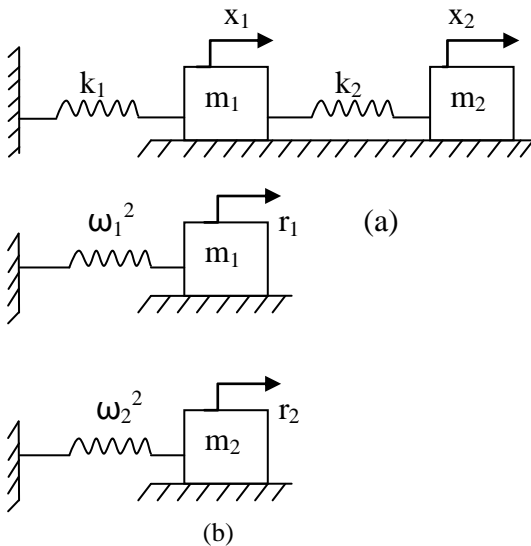 x₁ x₂
k₁ m₁ k₂ m₂
ω₁² m₁ r₁ (a)
ω₂² m₂ r₂
(b)